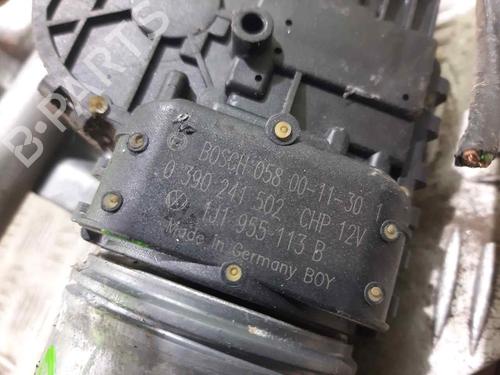 B-PARTS
BOSCH 058 00-11-30 1
0 390 241 502 CHP 12V
1J1 955 113 B
Made in Germany BOY